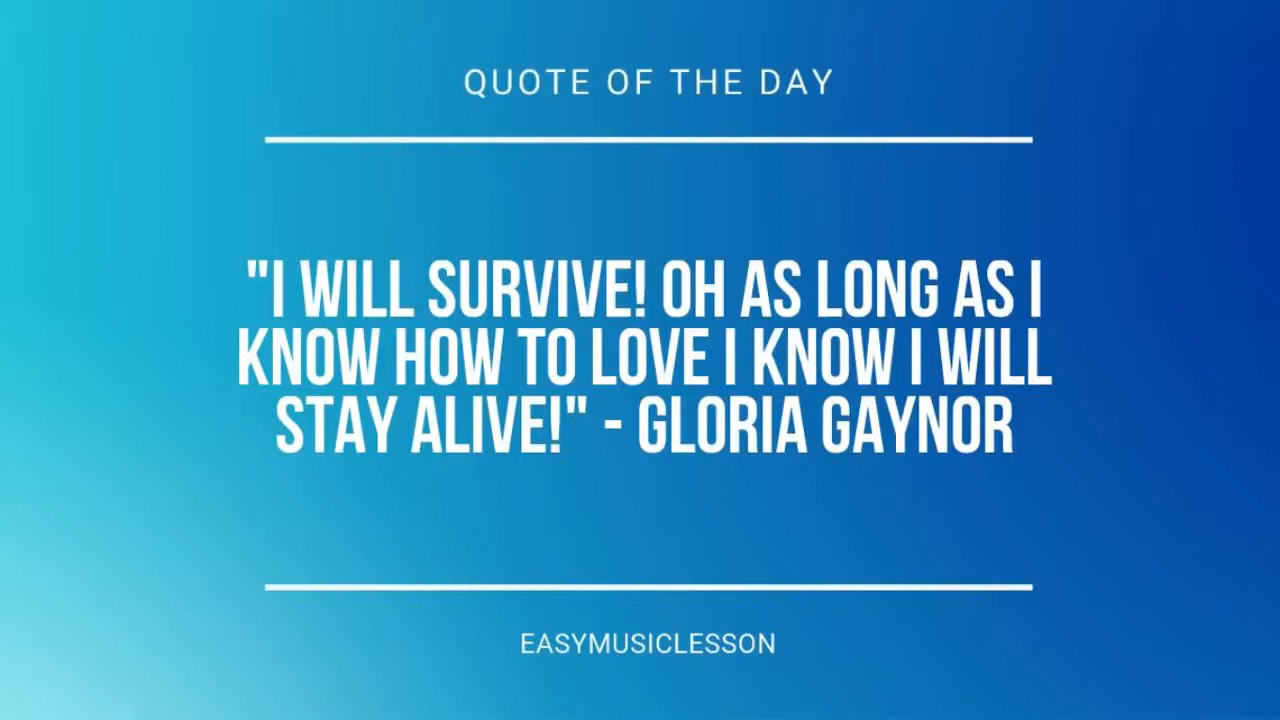 QUOTE OF THE DAY
"I WILL SURVIVE! OH AS LONG AS I
KNOW HOW TO LOVE I KNOW I WILL
STAY ALIVE!" - GLORIA GAYNOR
EASYMUSICLESSON